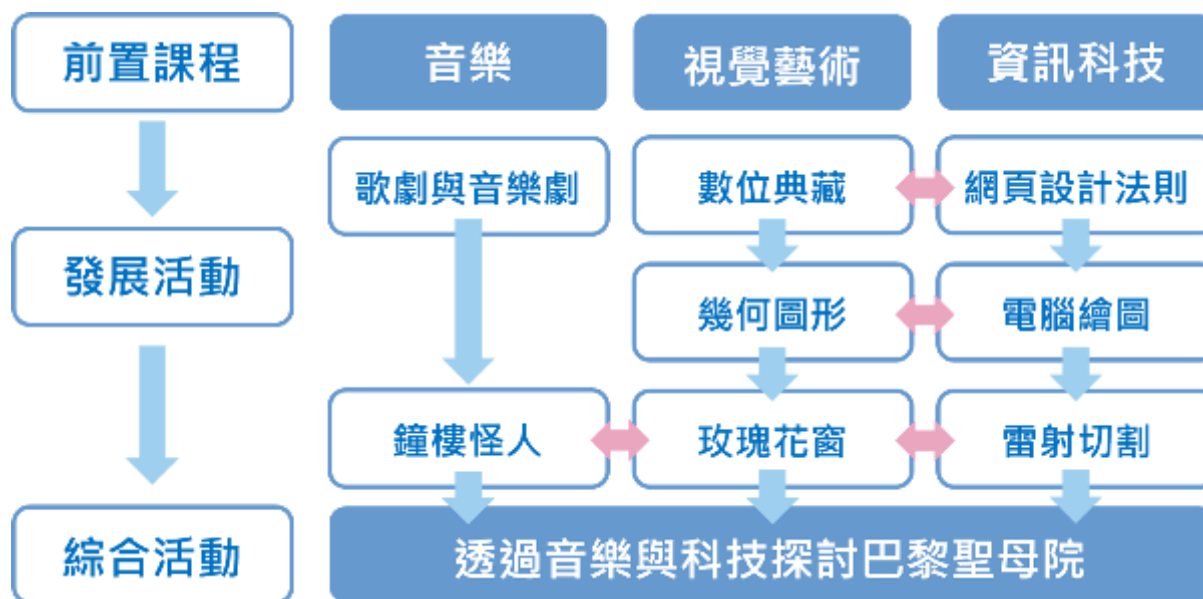 前置課程
音樂
視覺藝術
資訊科技
歌劇與音樂劇
數位典藏
網頁設計法則
發展活動
幾何圖形
電腦繪圖
鐘樓怪人
玫瑰花窗
雷射切割
綜合活動
透過音樂與科技探討巴黎聖母院